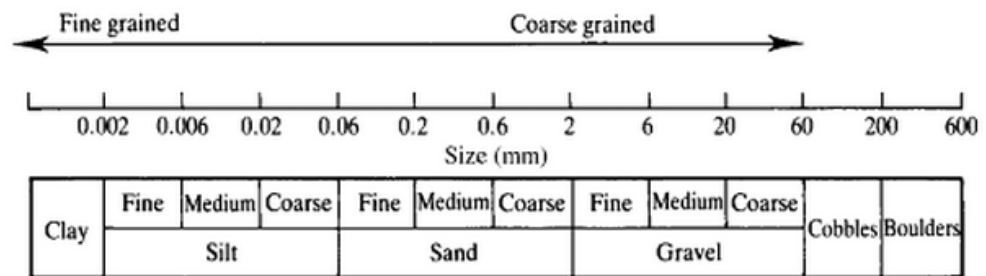 Fine grained Coarse grained
0.002 0.006 0.02 0.06 0.2 0.6 2 6 20 60 200 600
Size (mm)
Fine Medium Coarse Fine Medium Coarse Fine Medium Coarse
Clay Cobbles Boulders
Silt Sand Gravel